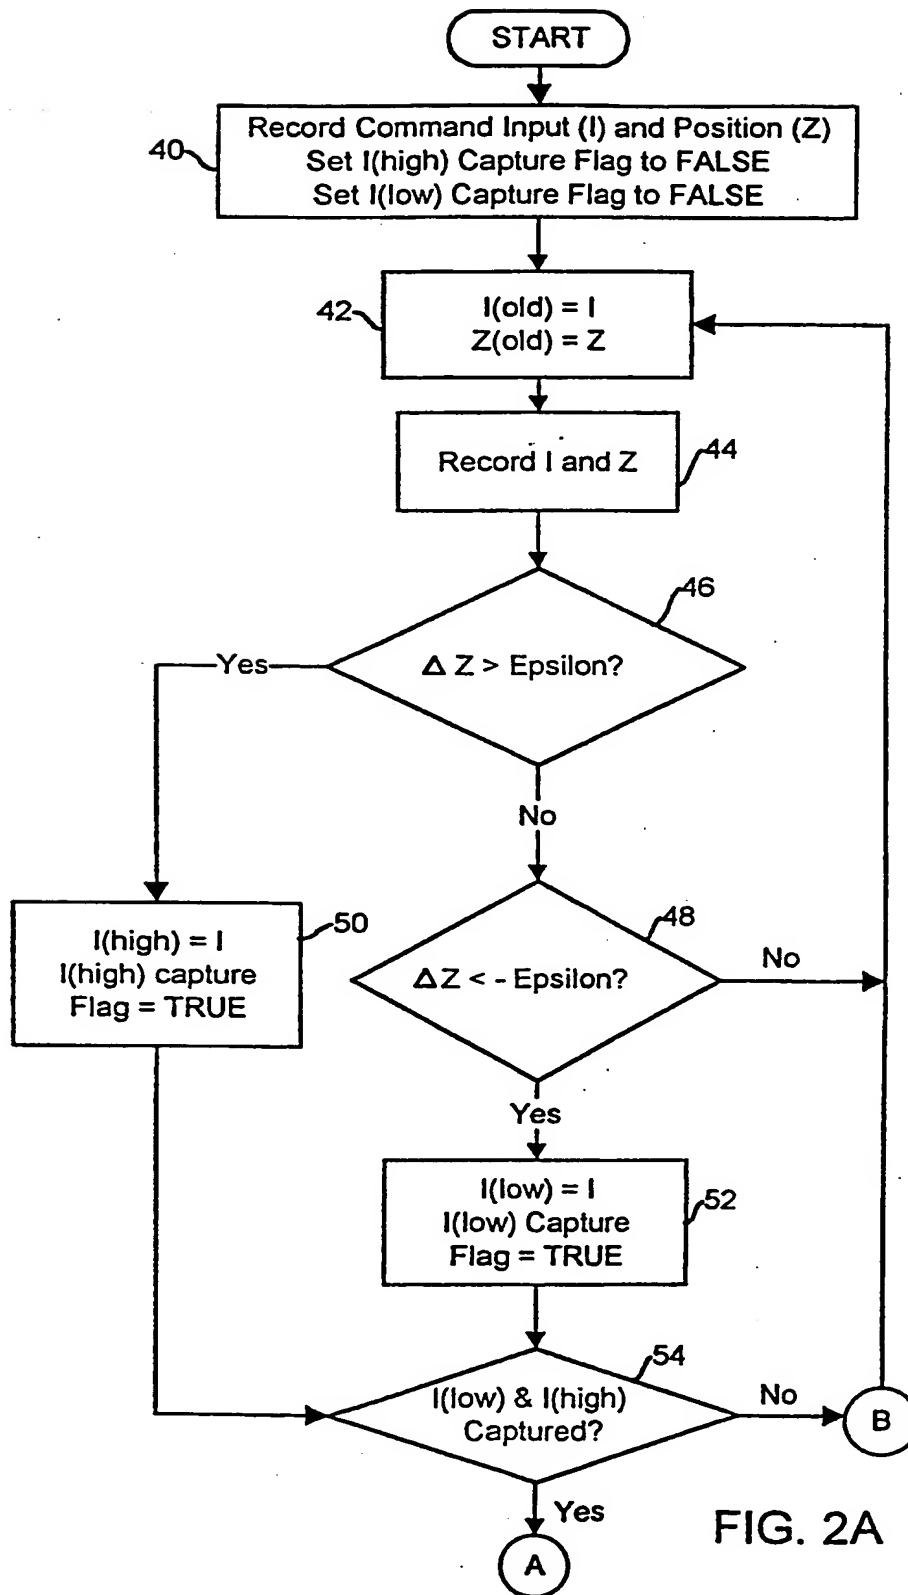 START
40
Record Command Input (I) and Position (Z)
Set I(high) Capture Flag to FALSE
Set I(low) Capture Flag to FALSE
42
I(old) = I
Z(old) = Z
Record I and Z
44
46
Δ Z > Epsilon?
Yes
No
50
I(high) = I
I(high) capture
Flag = TRUE
48
ΔZ < - Epsilon?
No
Yes
I(low) = I
I(low) Capture
Flag = TRUE
52
54
I(low) & I(high)
Captured?
No
B
Yes
A
FIG. 2A